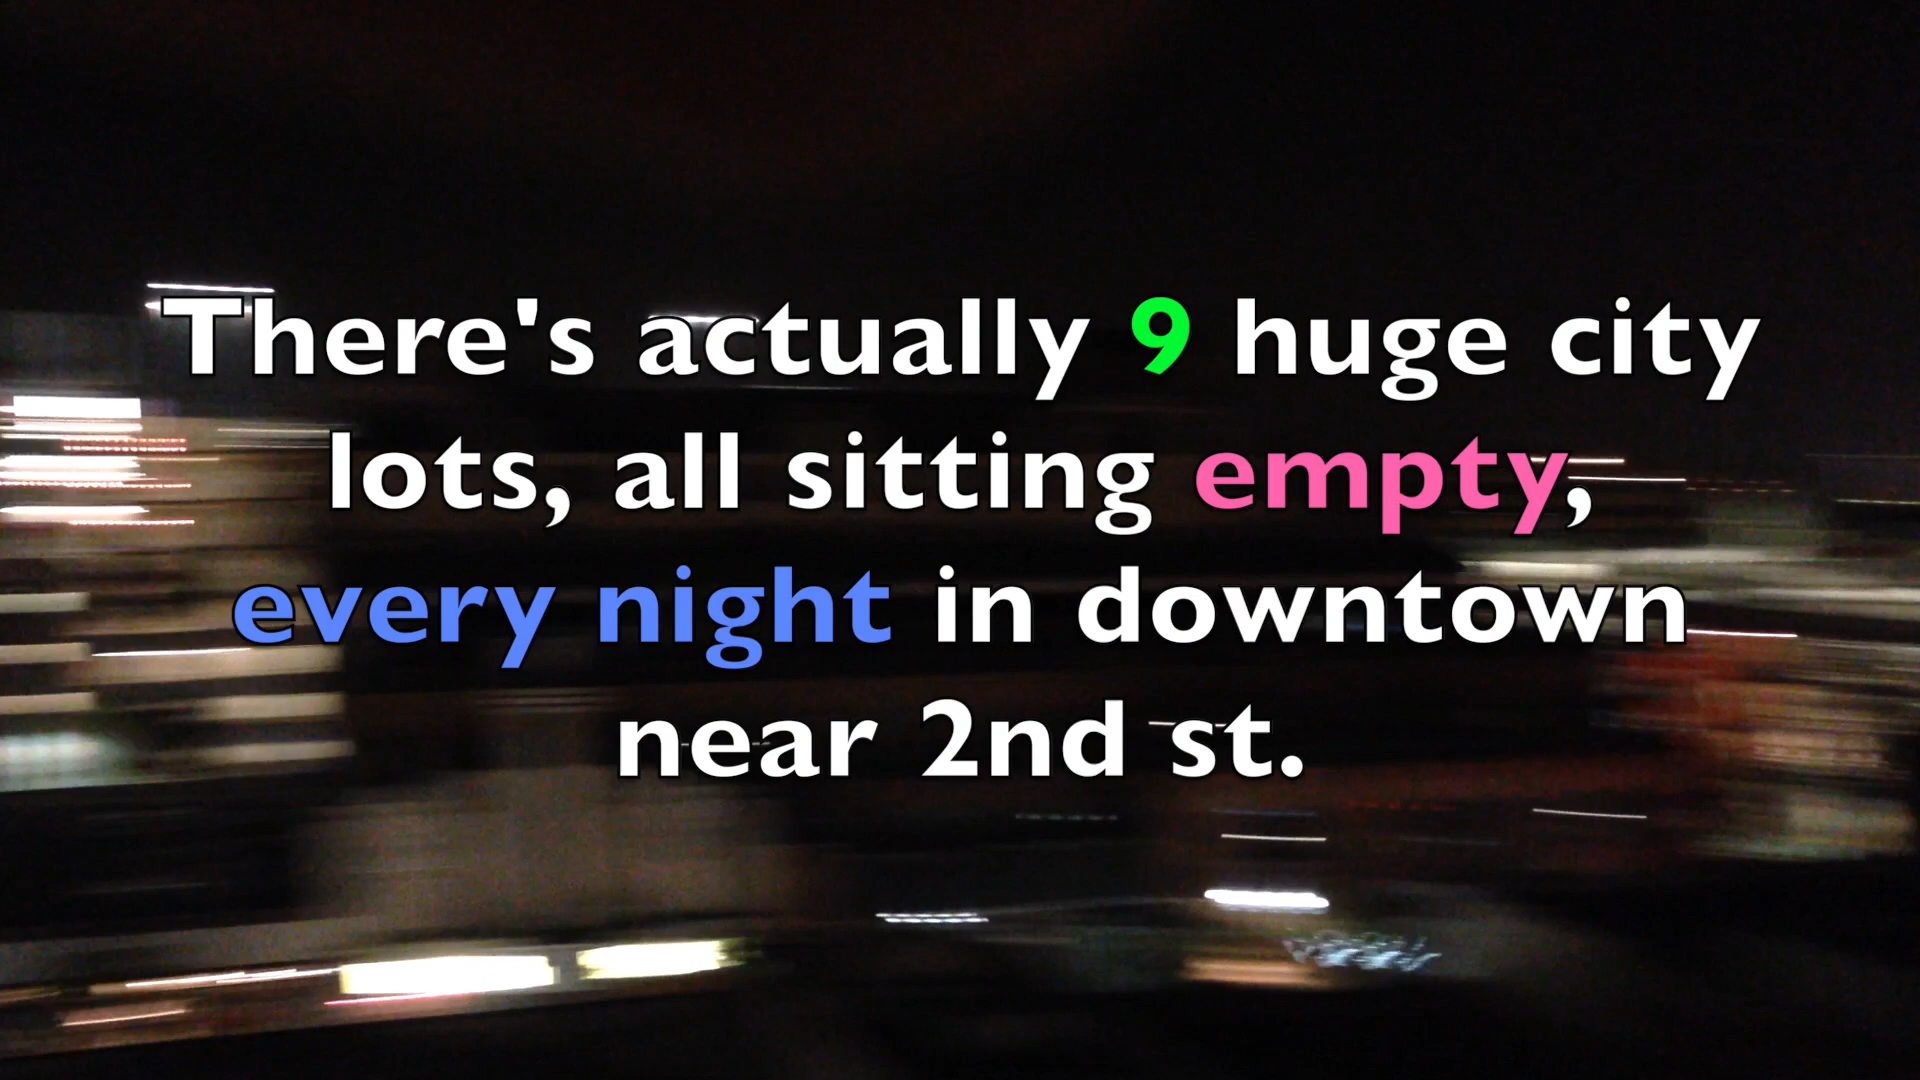 There's actually 9 huge city
lots, all sitting empty,
every night in downtown
near 2nd st.